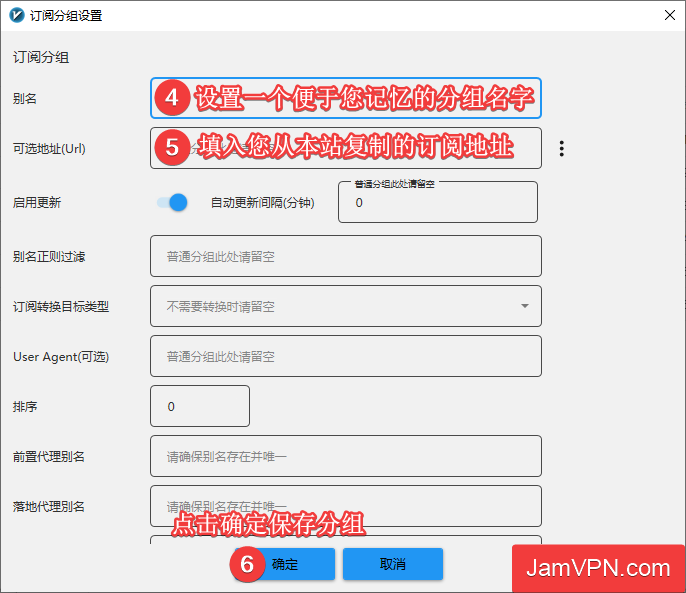 订阅分组设置
订阅分组
别名
4 设置一个便于您记忆的分组名字
可选地址(Url)
5 填入您从本站复制的订阅地址
启用更新
自动更新间隔(分钟)
普通分组此处请留空
0
别名正则过滤
普通分组此处请留空
订阅转换目标类型
不需要转换时请留空
User Agent(可选)
普通分组此处请留空
排序
0
前置代理别名
请确保别名存在并唯一
落地代理別名
请确保别名存在并唯一
点击确定保存分组
6 确定
取消
JamVPN.com